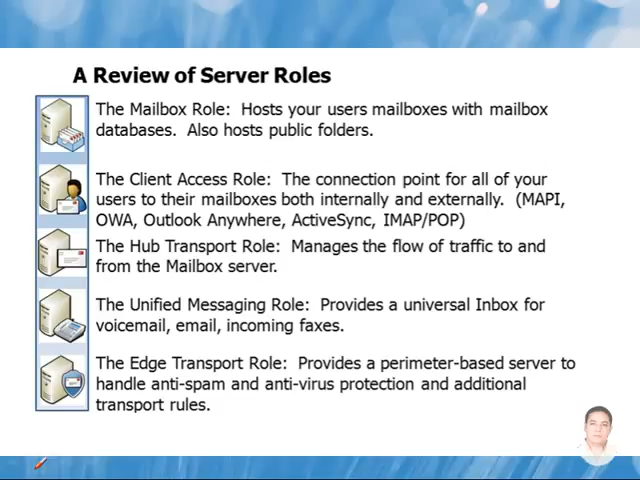 A Review of Server Roles
The Mailbox Role:  Hosts your users mailboxes with mailbox
databases.  Also hosts public folders.
The Client Access Role:  The connection point for all of your
users to their mailboxes both internally and externally.  (MAPI,
OWA, Outlook Anywhere, ActiveSync, IMAP/POP)
The Hub Transport Role:  Manages the flow of traffic to and
from the Mailbox server.
The Unified Messaging Role:  Provides a universal Inbox for
voicemail, email, incoming faxes.
The Edge Transport Role:  Provides a perimeter-based server to
handle anti-spam and anti-virus protection and additional
transport rules.